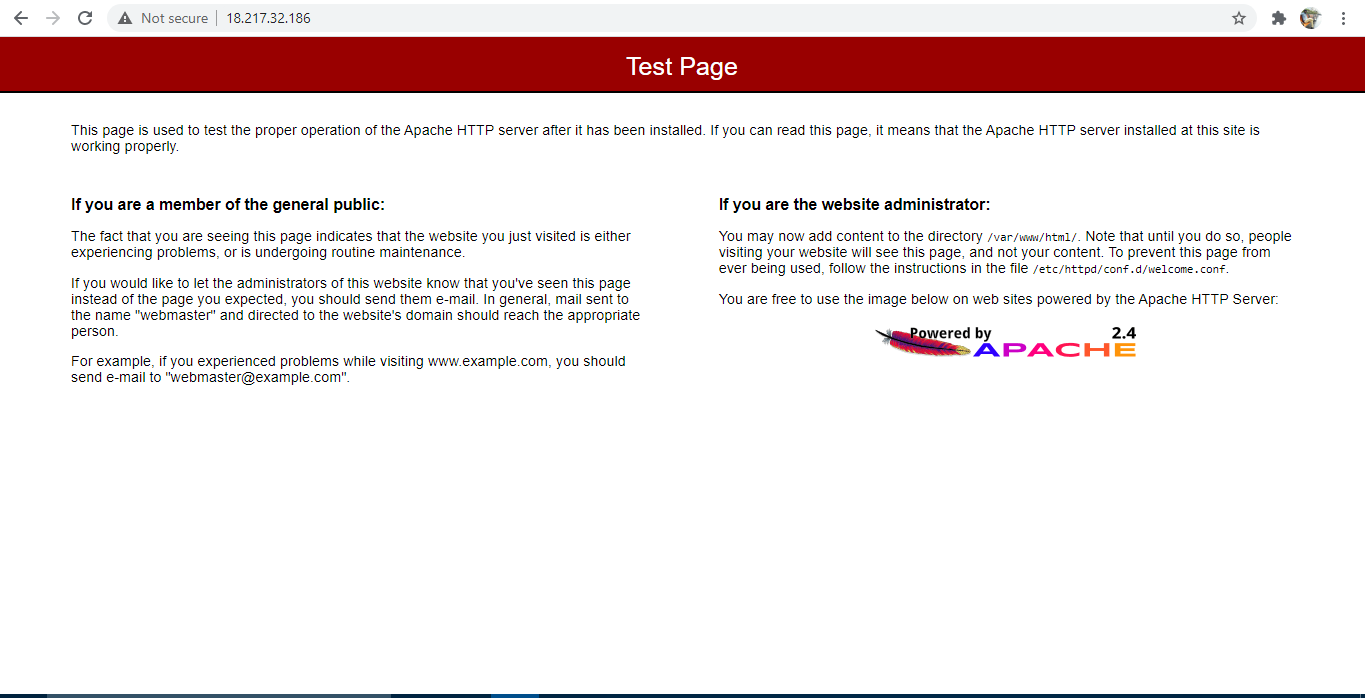 Not secure
18.217.32.186
Test Page
This page is used to test the proper operation of the Apache HTTP server after it has been installed. If you can read this page, it means that the Apache HTTP server installed at this site is
working properly.
If you are a member of the general public:
The fact that you are seeing this page indicates that the website you just visited is either
experiencing problems, or is undergoing routine maintenance.
If you would like to let the administrators of this website know that you've seen this page
instead of the page you expected, you should send them e-mail. In general, mail sent to
the name "webmaster" and directed to the website's domain should reach the appropriate
person.
For example, if you experienced problems while visiting www.example.com, you should
send e-mail to "webmaster@example.com".
If you are the website administrator:
You may now add content to the directory /var/www/html/. Note that until you do so, people
visiting your website will see this page, and not your content. To prevent this page from
ever being used, follow the instructions in the file /etc/httpd/conf.d/welcome.conf.
You are free to use the image below on web sites powered by the Apache HTTP Server:
Powered by 2.4
APACHE